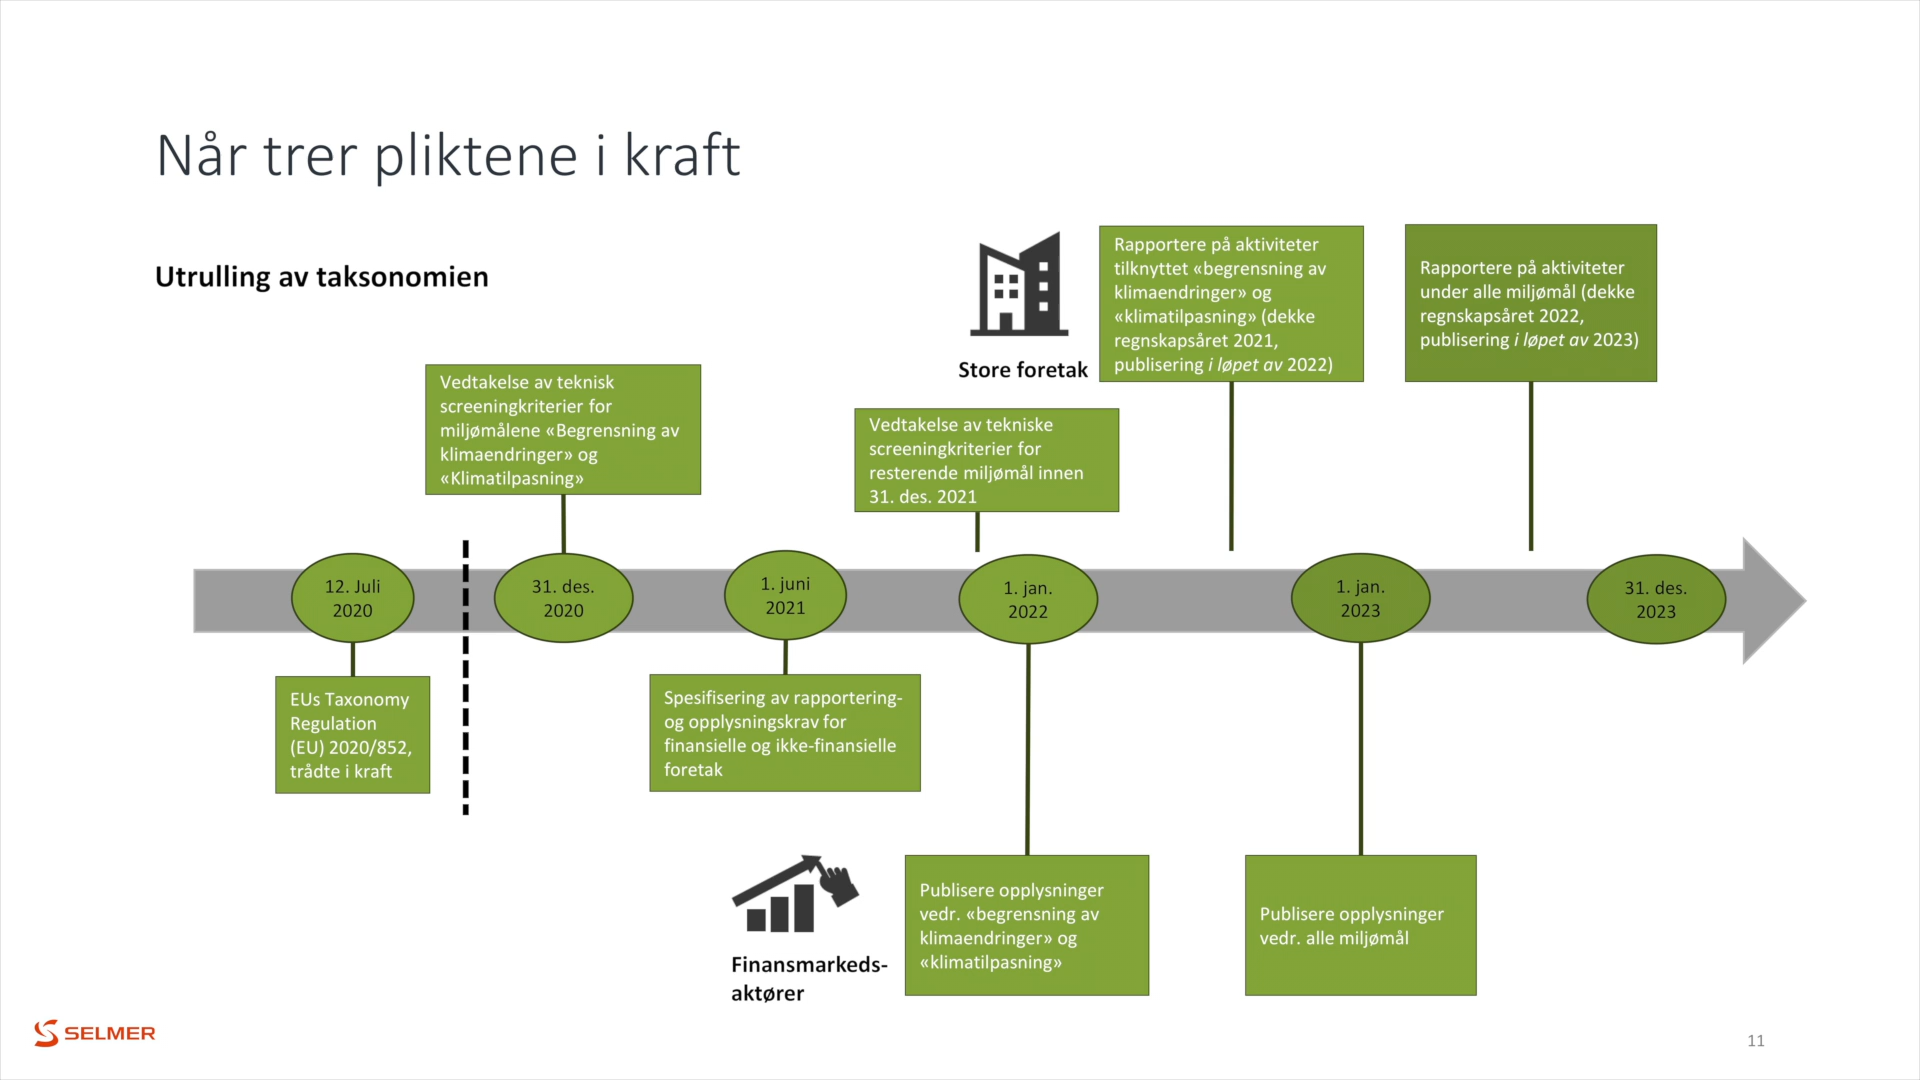 Når trer pliktene i kraft
Utrulling av taksonomien
Store foretak
Rapportere på aktiviteter
tilknyttet «begrensning av
klimaendringer» og
«klimatilpasning» (dekke
regnskapsåret 2021,
publisering i løpet av 2022)
Rapportere på aktiviteter
under alle miljømål (dekke
regnskapsåret 2022,
publisering i løpet av 2023)
Vedtakelse av teknisk
screeningkriterier for
miljømålene «Begrensning av
klimaendringer» og
«Klimatilpasning»
Vedtakelse av tekniske
screeningkriterier for
resterende miljømål innen
31. des. 2021
12. Juli
2020
31. des.
2020
1. juni
2021
1. jan.
2022
1. jan.
2023
31. des.
2023
EUs Taxonomy
Regulation
(EU) 2020/852,
trådte i kraft
Spesifisering av rapportering-
og opplysningskrav for
finansielle og ikke-finansielle
foretak
Finansmarkeds-
aktører
Publisere opplysninger
vedr. «begrensning av
klimaendringer» og
«klimatilpasning»
Publisere opplysninger
vedr. alle miljømål
SELMER
11